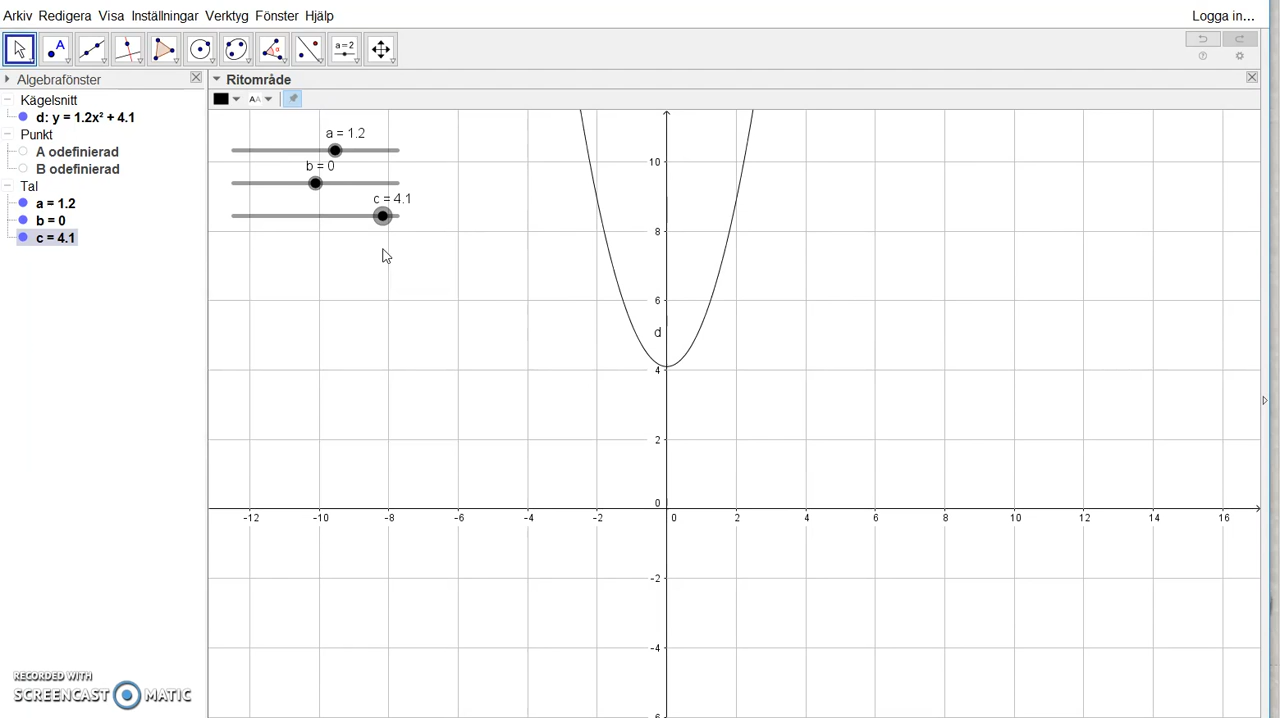 Arkiv Redigera Visa Inställningar Verktyg Fönster Hjälp
Logga in...
A
a=2
Algebrafönster
Ritområde
AA
Kägelsnitt
d: y = 1.2x² + 4.1
Punkt
A odefinierad
B odefinierad
Tal
a = 1.2
b = 0
c = 4.1
a = 1.2
b = 0
c = 4.1
10
8
6
d
4
2
0
-12 -10 -8 -6 -4 -2 0 2 4 6 8 10 12 14 16
-2
-4
-6
RECORDED WITH
SCREENCAST MATIC